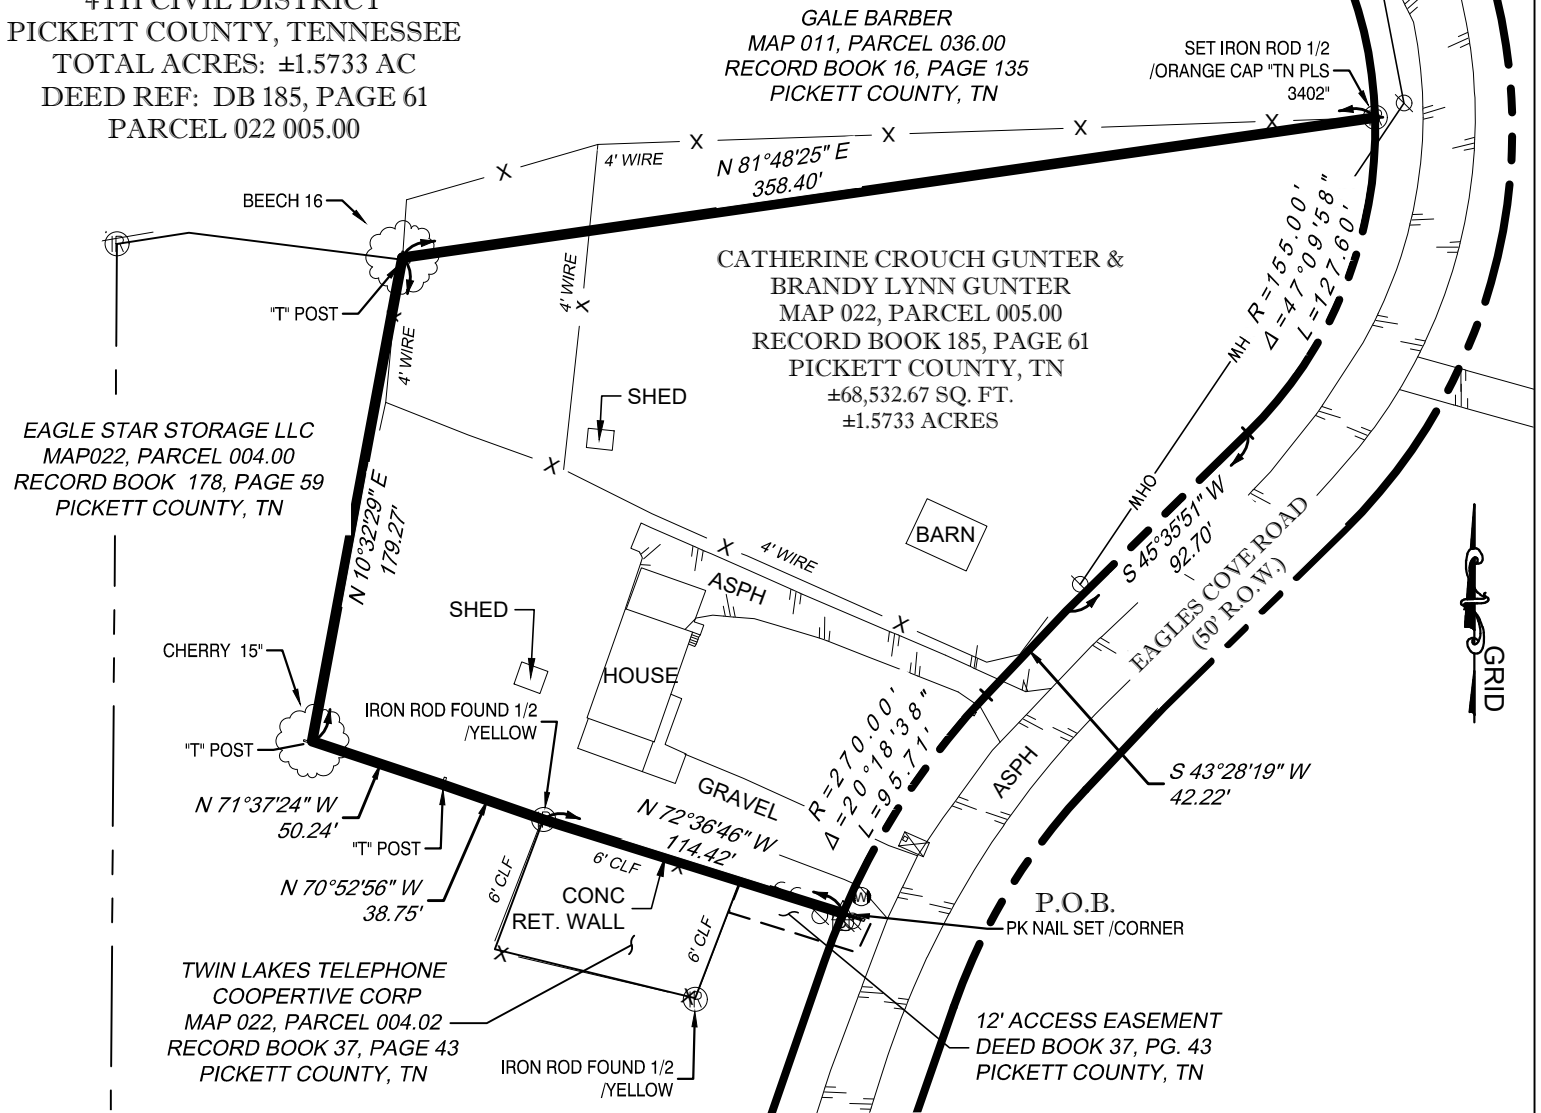 4TH CIVIL DISTRICT
PICKETT COUNTY, TENNESSEE
TOTAL ACRES: ±1.5733 AC
DEED REF: DB 185, PAGE 61
PARCEL 022 005.00
GALE BARBER
MAP 011, PARCEL 036.00
RECORD BOOK 16, PAGE 135
PICKETT COUNTY, TN
SET IRON ROD 1/2
/ORANGE CAP "TN PLS
3402"
X
X
X
X
X
4' WIRE
N 81°48'25" E
358.40'
BEECH 16
IR
"T" POST
4' WIRE
4' WIRE
X
X
CATHERINE CROUCH GUNTER &
BRANDY LYNN GUNTER
MAP 022, PARCEL 005.00
RECORD BOOK 185, PAGE 61
PICKETT COUNTY, TN
±68,532.67 SQ. FT.
±1.5733 ACRES
R=155.00'
Δ=47°09'58"
L=127.60'
SHED
EAGLE STAR STORAGE LLC
MAP022, PARCEL 004.00
RECORD BOOK 178, PAGE 59
PICKETT COUNTY, TN
X
N 10°32'29" E
179.27'
OHW
BARN
S 45°35'51" W
92.70'
EAGLES COVE ROAD
(50' R.O.W.)
X
4' WIRE
X
ASPH
SHED
HOUSE
GRID
CHERRY 15"
IRON ROD FOUND 1/2
/YELLOW
"T" POST
R=270.00'
Δ=20°18'38"
L=95.71'
ASPH
S 43°28'19" W
42.22'
N 71°37'24" W
50.24'
GRAVEL
N 72°36'46" W
114.42'
"T" POST
6' CLF
N 70°52'56" W
38.75'
6' CLF
CONC
RET. WALL
X
W
P.O.B.
PK NAIL SET /CORNER
6' CLF
X
TWIN LAKES TELEPHONE
COOPERTIVE CORP
MAP 022, PARCEL 004.02
RECORD BOOK 37, PAGE 43
PICKETT COUNTY, TN
IRON ROD FOUND 1/2
/YELLOW
12' ACCESS EASEMENT
DEED BOOK 37, PG. 43
PICKETT COUNTY, TN